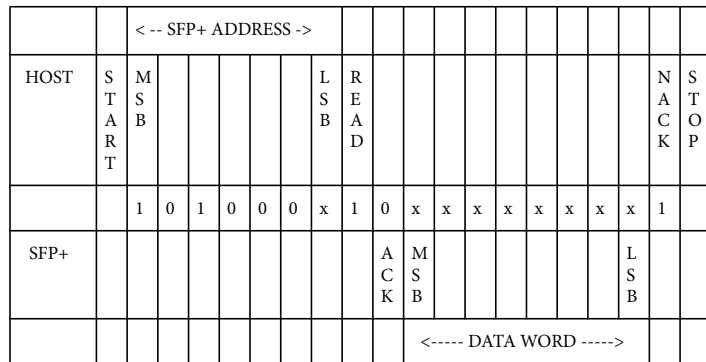 < -- SFP+ ADDRESS ->
HOST START MSB LSB READ NACK STOP
1 0 1 0 0 0 x 1 0 x x x x x x x x 1
SFP+ ACK MSB LSB
<----- DATA WORD ----->